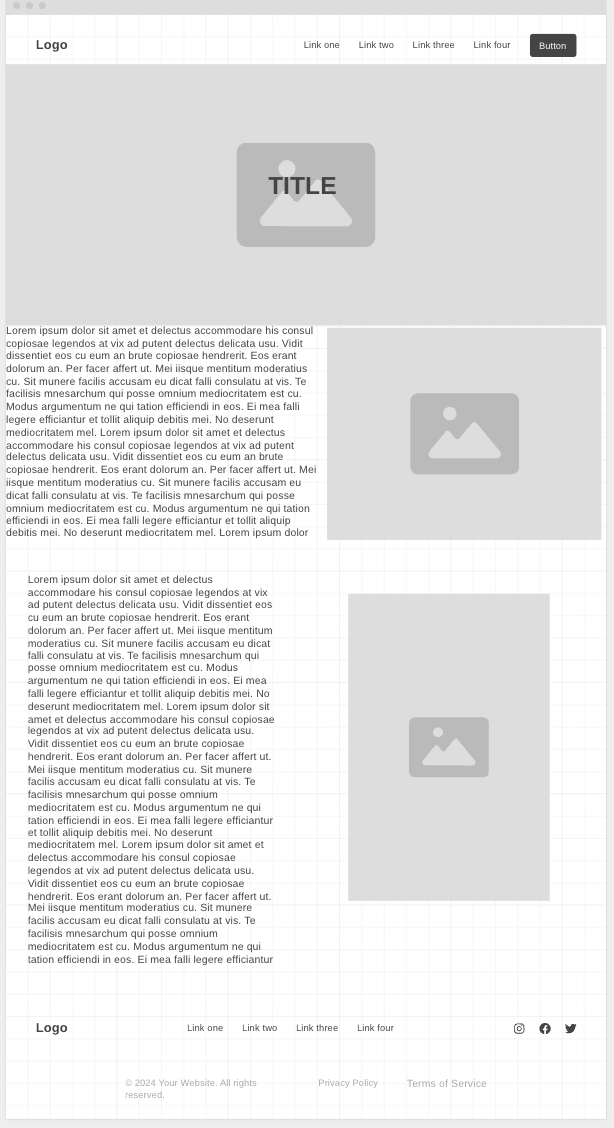 Logo
Link one Link two Link three Link four Button
TITLE
Lorem ipsum dolor sit amet et delectus accommodare his consul
copiosae legendos at vix ad putent delectus delicata usu. Vidit
dissentiet eos cu eum an brute copiosae hendrerit. Eos erant
dolorum an. Per facer affert ut. Mei iisque mentitum moderatius
cu. Sit munere facilis accusam eu dicat falli consulatu at vis. Te
facilisis mnesarchum qui posse omnium mediocritatem est cu.
Modus argumentum ne qui tation efficiendi in eos. Ei mea falli
legere efficiantur et tollit aliquip debitis mei. No deserunt
mediocritatem mel. Lorem ipsum dolor sit amet et delectus
accommodare his consul copiosae legendos at vix ad putent
delectus delicata usu. Vidit dissentiet eos cu eum an brute
copiosae hendrerit. Eos erant dolorum an. Per facer affert ut. Mei
iisque mentitum moderatius cu. Sit munere facilis accusam eu
dicat falli consulatu at vis. Te facilisis mnesarchum qui posse
omnium mediocritatem est cu. Modus argumentum ne qui tation
efficiendi in eos. Ei mea falli legere efficiantur et tollit aliquip
debitis mei. No deserunt mediocritatem mel. Lorem ipsum dolor
Lorem ipsum dolor sit amet et delectus
accommodare his consul copiosae legendos at vix
ad putent delectus delicata usu. Vidit dissentiet eos
cu eum an brute copiosae hendrerit. Eos erant
dolorum an. Per facer affert ut. Mei iisque mentitum
moderatius cu. Sit munere facilis accusam eu dicat
falli consulatu at vis. Te facilisis mnesarchum qui
posse omnium mediocritatem est cu. Modus
argumentum ne qui tation efficiendi in eos. Ei mea
falli legere efficiantur et tollit aliquip debitis mei. No
deserunt mediocritatem mel. Lorem ipsum dolor sit
amet et delectus accommodare his consul copiosae
legendos at vix ad putent delectus delicata usu.
Vidit dissentiet eos cu eum an brute copiosae
hendrerit. Eos erant dolorum an. Per facer affert ut.
Mei iisque mentitum moderatius cu. Sit munere
facilis accusam eu dicat falli consulatu at vis. Te
facilisis mnesarchum qui posse omnium
mediocritatem est cu. Modus argumentum ne qui
tation efficiendi in eos. Ei mea falli legere efficiantur
et tollit aliquip debitis mei. No deserunt
mediocritatem mel. Lorem ipsum dolor sit amet et
delectus accommodare his consul copiosae
legendos at vix ad putent delectus delicata usu.
Vidit dissentiet eos cu eum an brute copiosae
hendrerit. Eos erant dolorum an. Per facer affert ut.
Mei iisque mentitum moderatius cu. Sit munere
facilis accusam eu dicat falli consulatu at vis. Te
facilisis mnesarchum qui posse omnium
mediocritatem est cu. Modus argumentum ne qui
tation efficiendi in eos. Ei mea falli legere efficiantur
Logo
Link one Link two Link three Link four
© 2024 Your Website. All rights
reserved.
Privacy Policy
Terms of Service